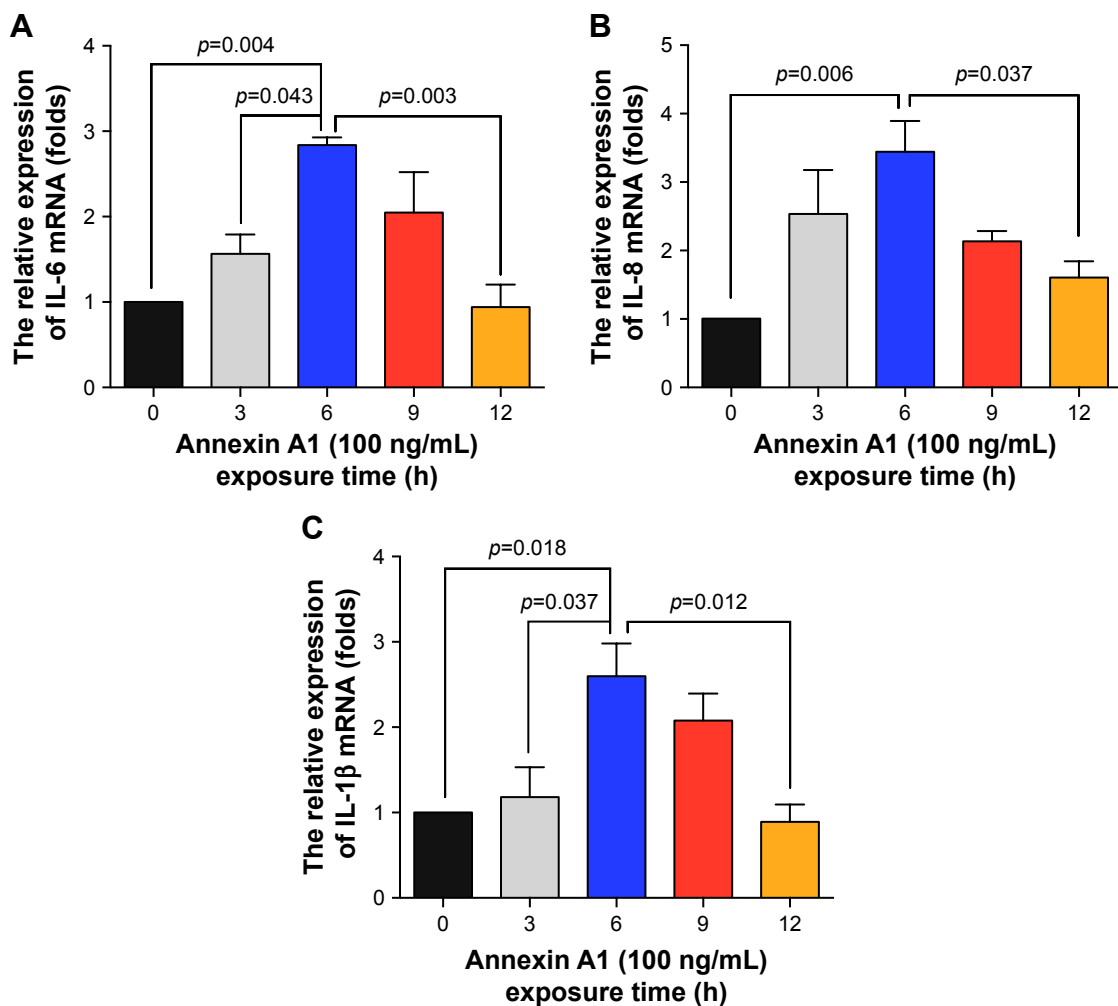 A
The relative expression
of IL-6 mRNA (folds)
4
3
2
1
0
p=0.004
p=0.043
p=0.003
0 3 6 9 12
Annexin A1 (100 ng/mL)
exposure time (h)
B
The relative expression
of IL-8 mRNA (folds)
5
4
3
2
1
0
p=0.006
p=0.037
0 3 6 9 12
Annexin A1 (100 ng/mL)
exposure time (h)
C
The relative expression
of IL-1β mRNA (folds)
4
3
2
1
0
p=0.018
p=0.037
p=0.012
0 3 6 9 12
Annexin A1 (100 ng/mL)
exposure time (h)